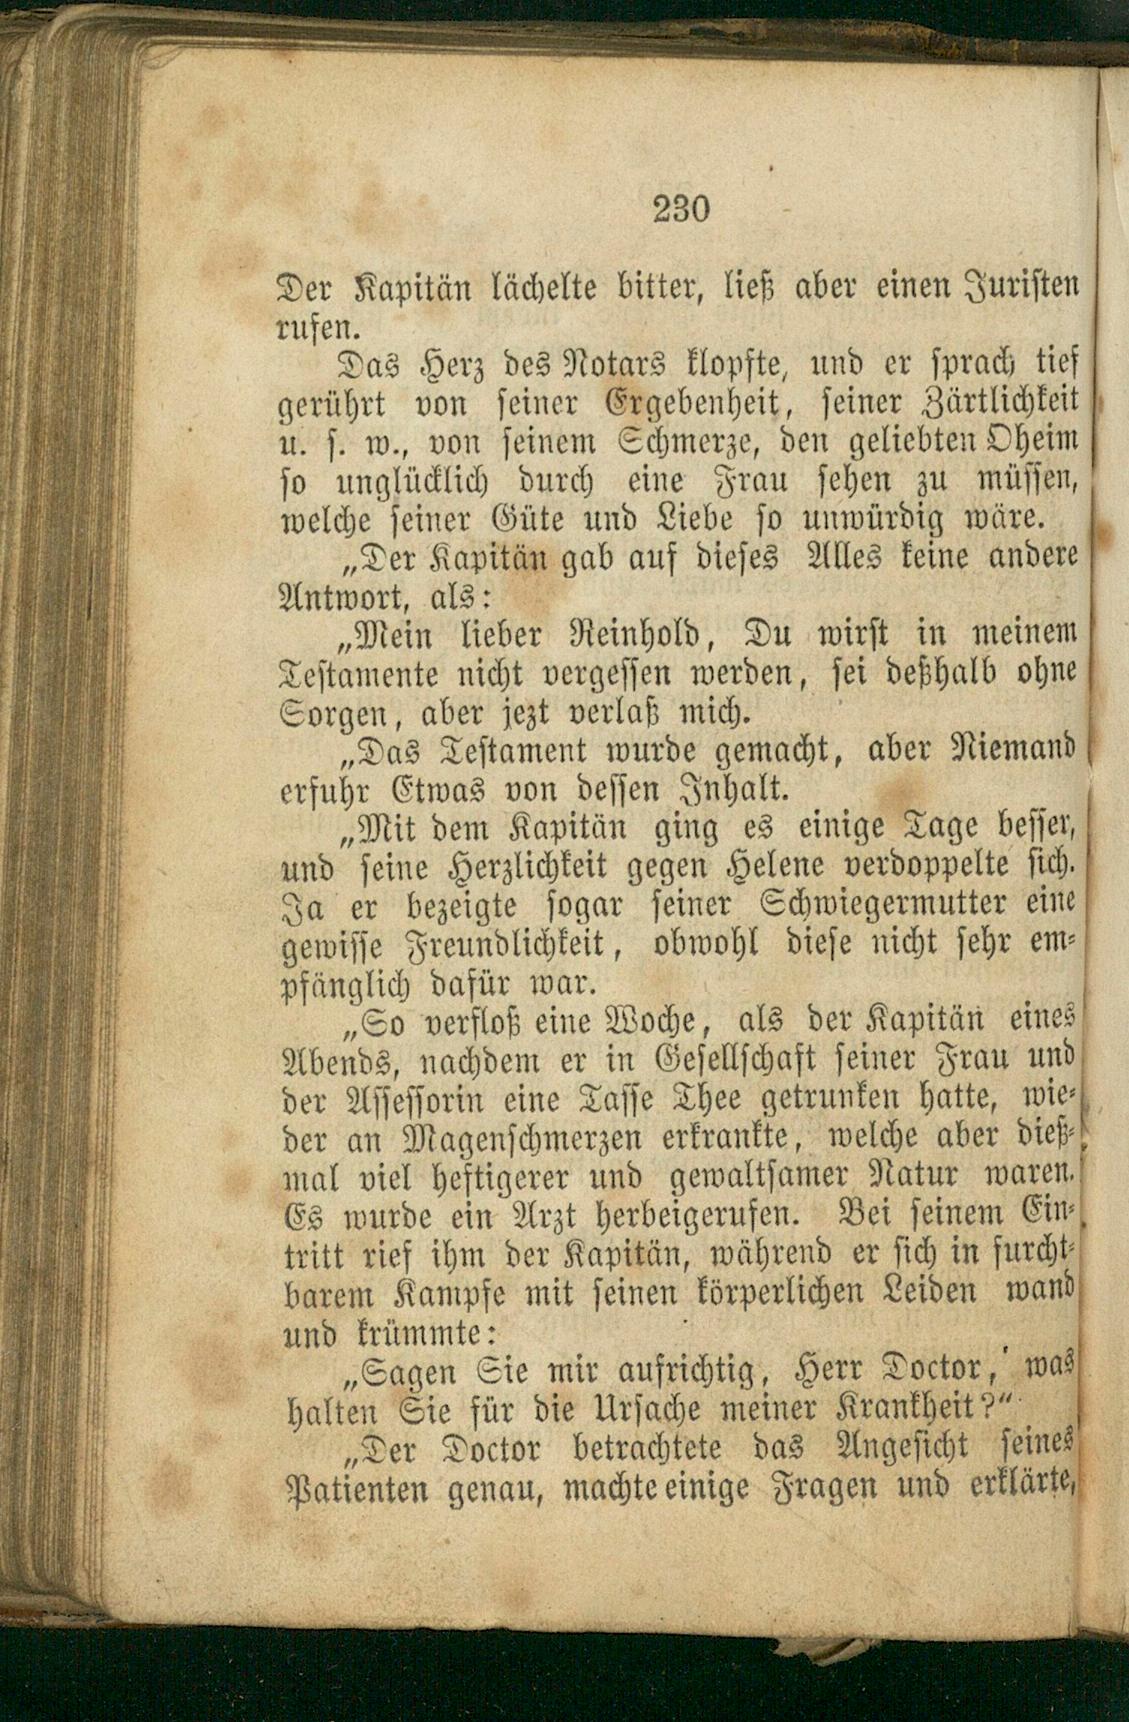 230
Der Kapitän lächelte bitter, ließ aber einen Juristen
rufen.
Das Herz des Notars klopfte, und er sprach tief
gerührt von seiner Ergebenheit, seiner Zärtlichkeit
u. s. w., von seinem Schmerze, den geliebten Oheim
so unglücklich durch eine Frau sehen zu müssen,
welche seiner Güte und Liebe so unwürdig wäre.
„Der Kapitän gab auf dieses Alles keine andere
Antwort, als:
„Mein lieber Reinhold, Du wirst in meinem
Testamente nicht vergessen werden, sei deßhalb ohne
Sorgen, aber jezt verlaß mich.
„Das Testament wurde gemacht, aber Niemand
erfuhr Etwas von dessen Inhalt.
„Mit dem Kapitän ging es einige Tage besser,
und seine Herzlichkeit gegen Helene verdoppelte sich.
Ja er bezeigte sogar seiner Schwiegermutter eine
gewisse Freundlichkeit, obwohl diese nicht sehr em-
pfänglich dafür war.
„So verfloß eine Woche, als der Kapitän eines
Abends, nachdem er in Gesellschaft seiner Frau und
der Assessorin eine Tasse Thee getrunken hatte, wie-
der an Magenschmerzen erkrankte, welche aber dieß-
mal viel heftigerer und gewaltsamer Natur waren.
Es wurde ein Arzt herbeigerufen. Bei seinem Ein-
tritt rief ihm der Kapitän, während er sich in furcht-
barem Kampfe mit seinen körperlichen Leiden wand
und krümmte:
„Sagen Sie mir aufrichtig, Herr Doctor, was
halten Sie für die Ursache meiner Krankheit?“
„Der Doctor betrachtete das Angesicht seines
Patienten genau, machte einige Fragen und erklärte,